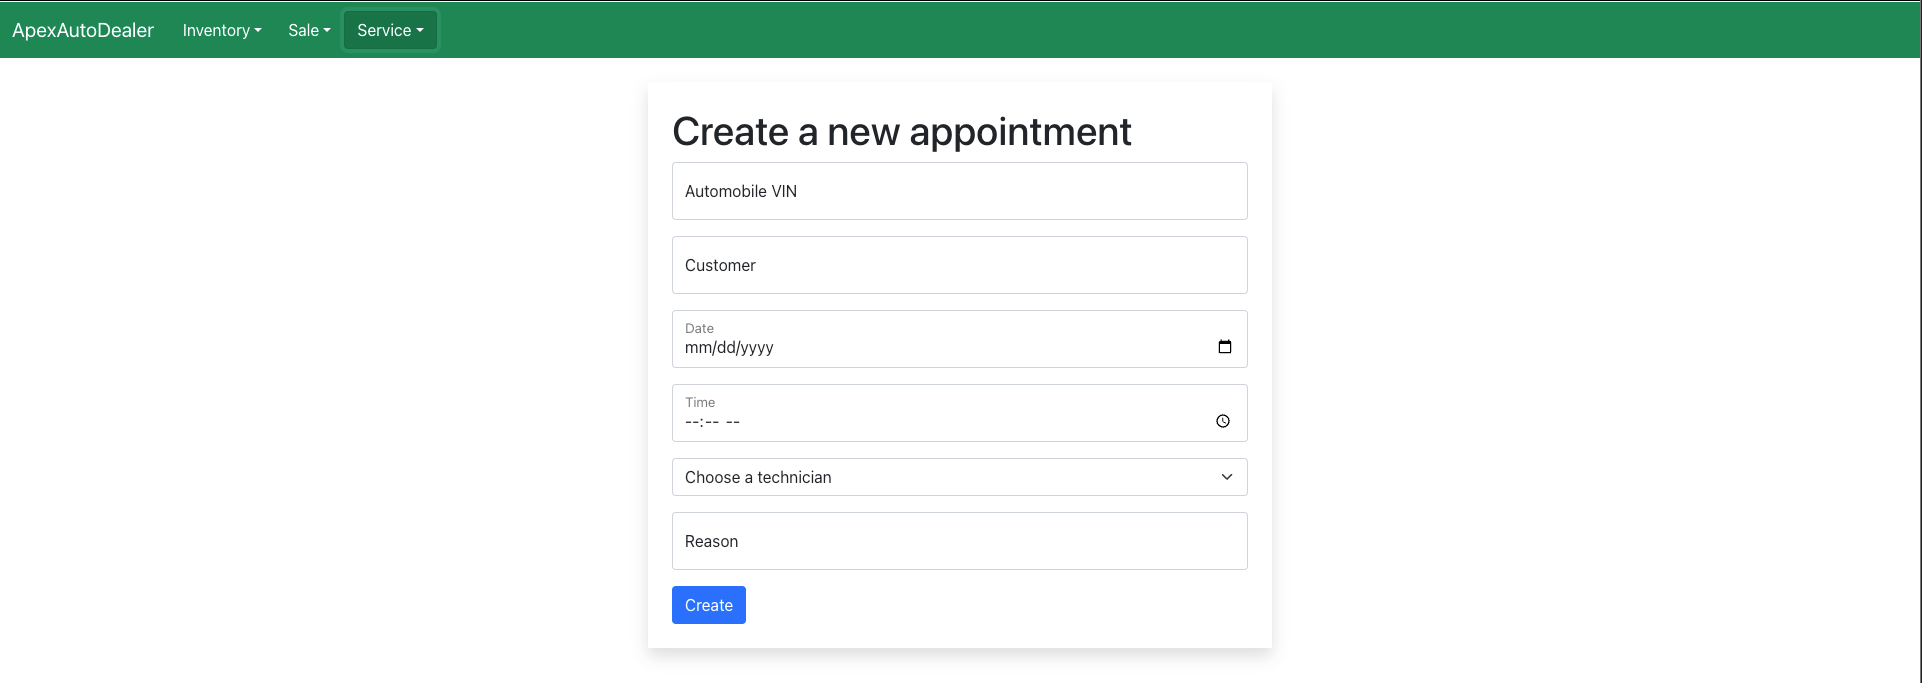 ApexAutoDealer Inventory Sale Service
Create a new appointment
Automobile VIN
Customer
Date
mm/dd/yyyy
Time
--:-- --
Choose a technician
Reason
Create